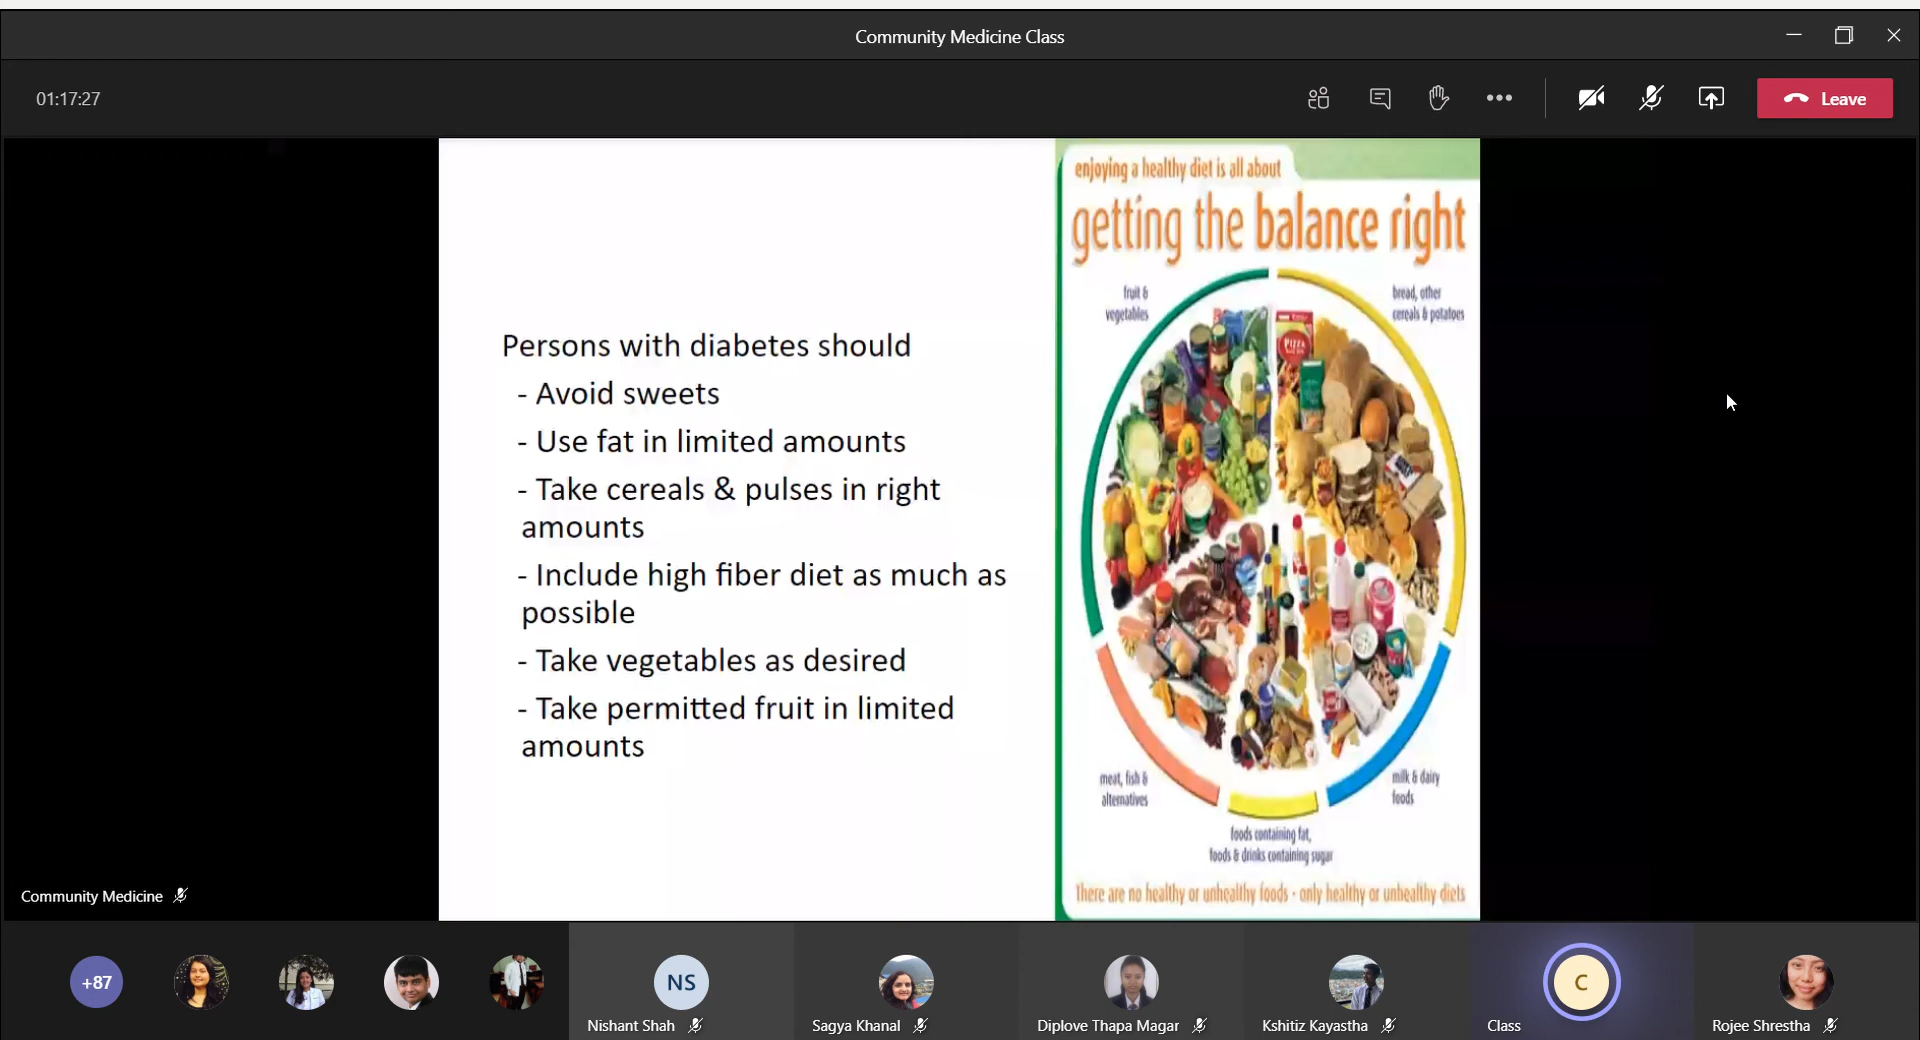 Community Medicine Class
01:17:27
Leave
Persons with diabetes should
- Avoid sweets
- Use fat in limited amounts
- Take cereals & pulses in right
amounts
- Include high fiber diet as much as
possible
- Take vegetables as desired
- Take permitted fruit in limited
amounts
enjoying a healthy diet is all about
getting the balance right
fruit &
vegetables
bread, other
cereals & potatoes
PIZZA
meat, fish &
alternatives
milk & dairy
foods
foods containing fat,
foods & drinks containing sugar
There are no healthy or unhealthy foods - only healthy or unhealthy diets
Community Medicine
+87
NS
Nishant Shah
Sagya Khanal
Diplove Thapa Magar
Kshitiz Kayastha
C
Class
Rojee Shrestha